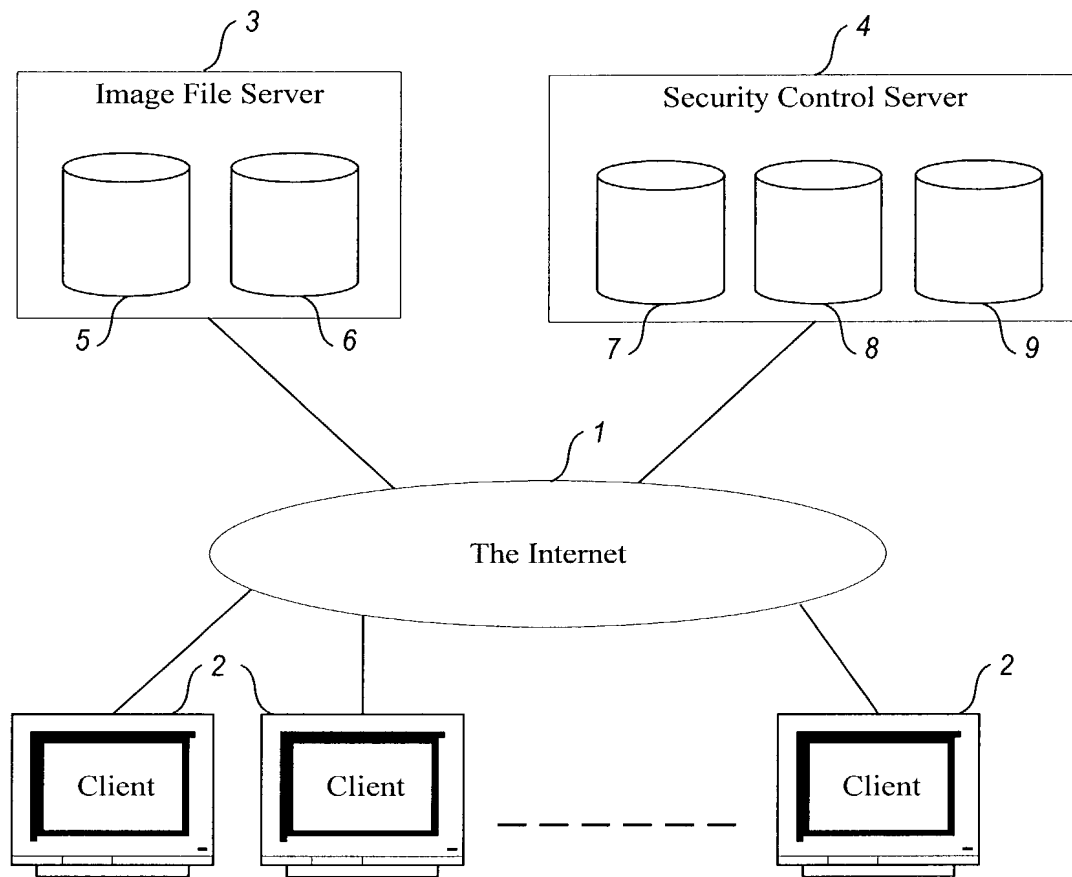 3
4
Image File Server
Security Control Server
5
6
7
8
9
1
The Internet
2
2
Client
Client
Client